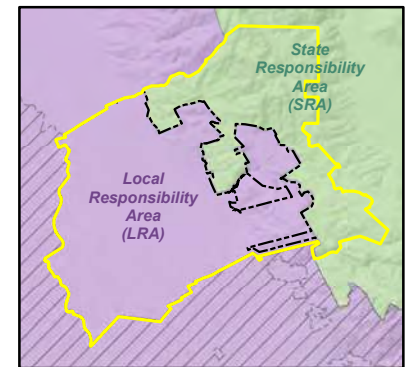 State
Responsibility
Area
(SRA)
Local
Responsibility
Area
(LRA)